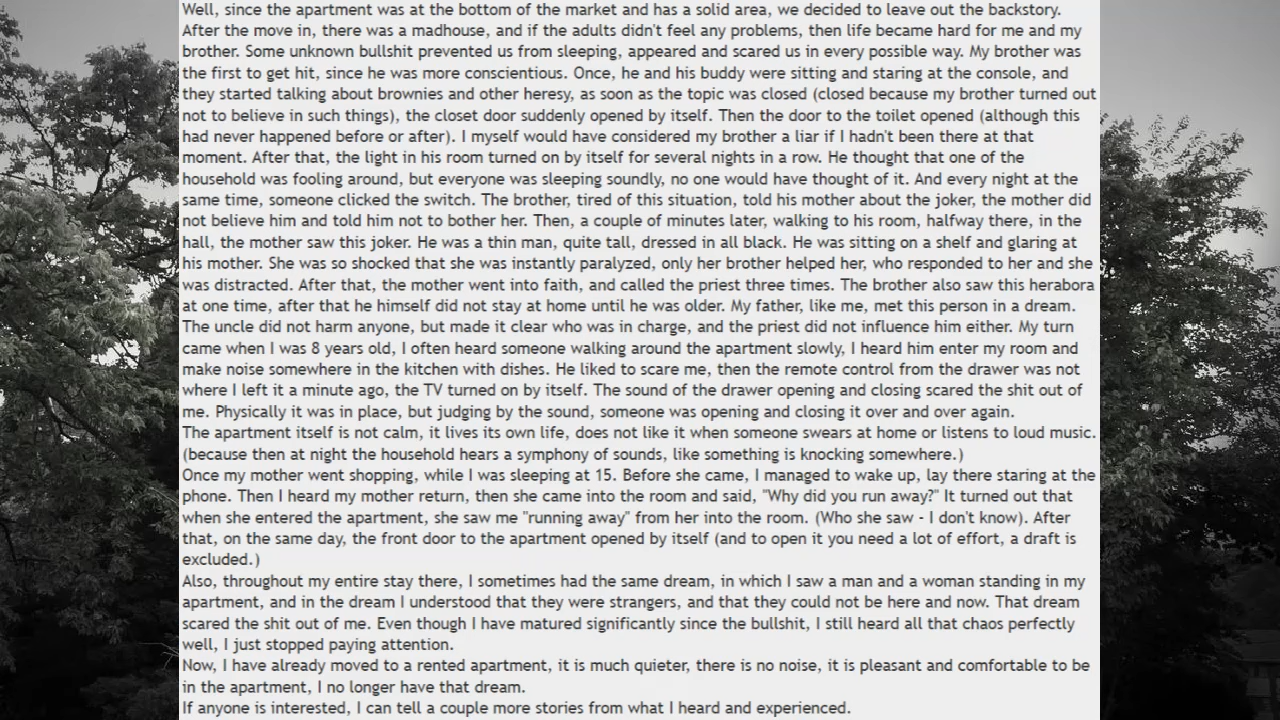 Well, since the apartment was at the bottom of the market and has a solid area, we decided to leave out the backstory.
After the move in, there was a madhouse, and if the adults didn't feel any problems, then life became hard for me and my
brother. Some unknown bullshit prevented us from sleeping, appeared and scared us in every possible way. My brother was
the first to get hit, since he was more conscientious. Once, he and his buddy were sitting and staring at the console, and
they started talking about brownies and other heresy, as soon as the topic was closed (closed because my brother turned out
not to believe in such things), the closet door suddenly opened by itself. Then the door to the toilet opened (although this
had never happened before or after). I myself would have considered my brother a liar if I hadn't been there at that
moment. After that, the light in his room turned on by itself for several nights in a row. He thought that one of the
household was fooling around, but everyone was sleeping soundly, no one would have thought of it. And every night at the
same time, someone clicked the switch. The brother, tired of this situation, told his mother about the joker, the mother did
not believe him and told him not to bother her. Then, a couple of minutes later, walking to his room, halfway there, in the
hall, the mother saw this joker. He was a thin man, quite tall, dressed in all black. He was sitting on a shelf and glaring at
his mother. She was so shocked that she was instantly paralyzed, only her brother helped her, who responded to her and she
was distracted. After that, the mother went into faith, and called the priest three times. The brother also saw this herabora
at one time, after that he himself did not stay at home until he was older. My father, like me, met this person in a dream.
The uncle did not harm anyone, but made it clear who was in charge, and the priest did not influence him either. My turn
came when I was 8 years old, I often heard someone walking around the apartment slowly, I heard him enter my room and
make noise somewhere in the kitchen with dishes. He liked to scare me, then the remote control from the drawer was not
where I left it a minute ago, the TV turned on by itself. The sound of the drawer opening and closing scared the shit out of
me. Physically it was in place, but judging by the sound, someone was opening and closing it over and over again.
The apartment itself is not calm, it lives its own life, does not like it when someone swears at home or listens to loud music.
(because then at night the household hears a symphony of sounds, like something is knocking somewhere.)
Once my mother went shopping, while I was sleeping at 15. Before she came, I managed to wake up, lay there staring at the
phone. Then I heard my mother return, then she came into the room and said, "Why did you run away?" It turned out that
when she entered the apartment, she saw me "running away" from her into the room. (Who she saw - I don't know). After
that, on the same day, the front door to the apartment opened by itself (and to open it you need a lot of effort, a draft is
excluded.)
Also, throughout my entire stay there, I sometimes had the same dream, in which I saw a man and a woman standing in my
apartment, and in the dream I understood that they were strangers, and that they could not be here and now. That dream
scared the shit out of me. Even though I have matured significantly since the bullshit, I still heard all that chaos perfectly
well, I just stopped paying attention.
Now, I have already moved to a rented apartment, it is much quieter, there is no noise, it is pleasant and comfortable to be
in the apartment, I no longer have that dream.
If anyone is interested, I can tell a couple more stories from what I heard and experienced.